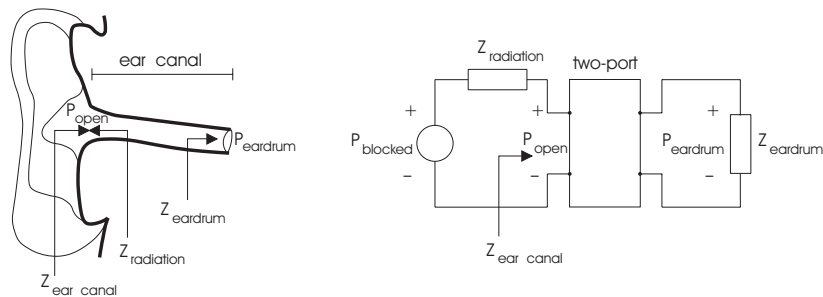 ear canal
P open
P eardrum
Z eardrum
Z radiation
Z ear canal
Z radiation
two-port
+
+
+
P blocked
P open
P eardrum
Z eardrum
−
−
−
Z ear canal